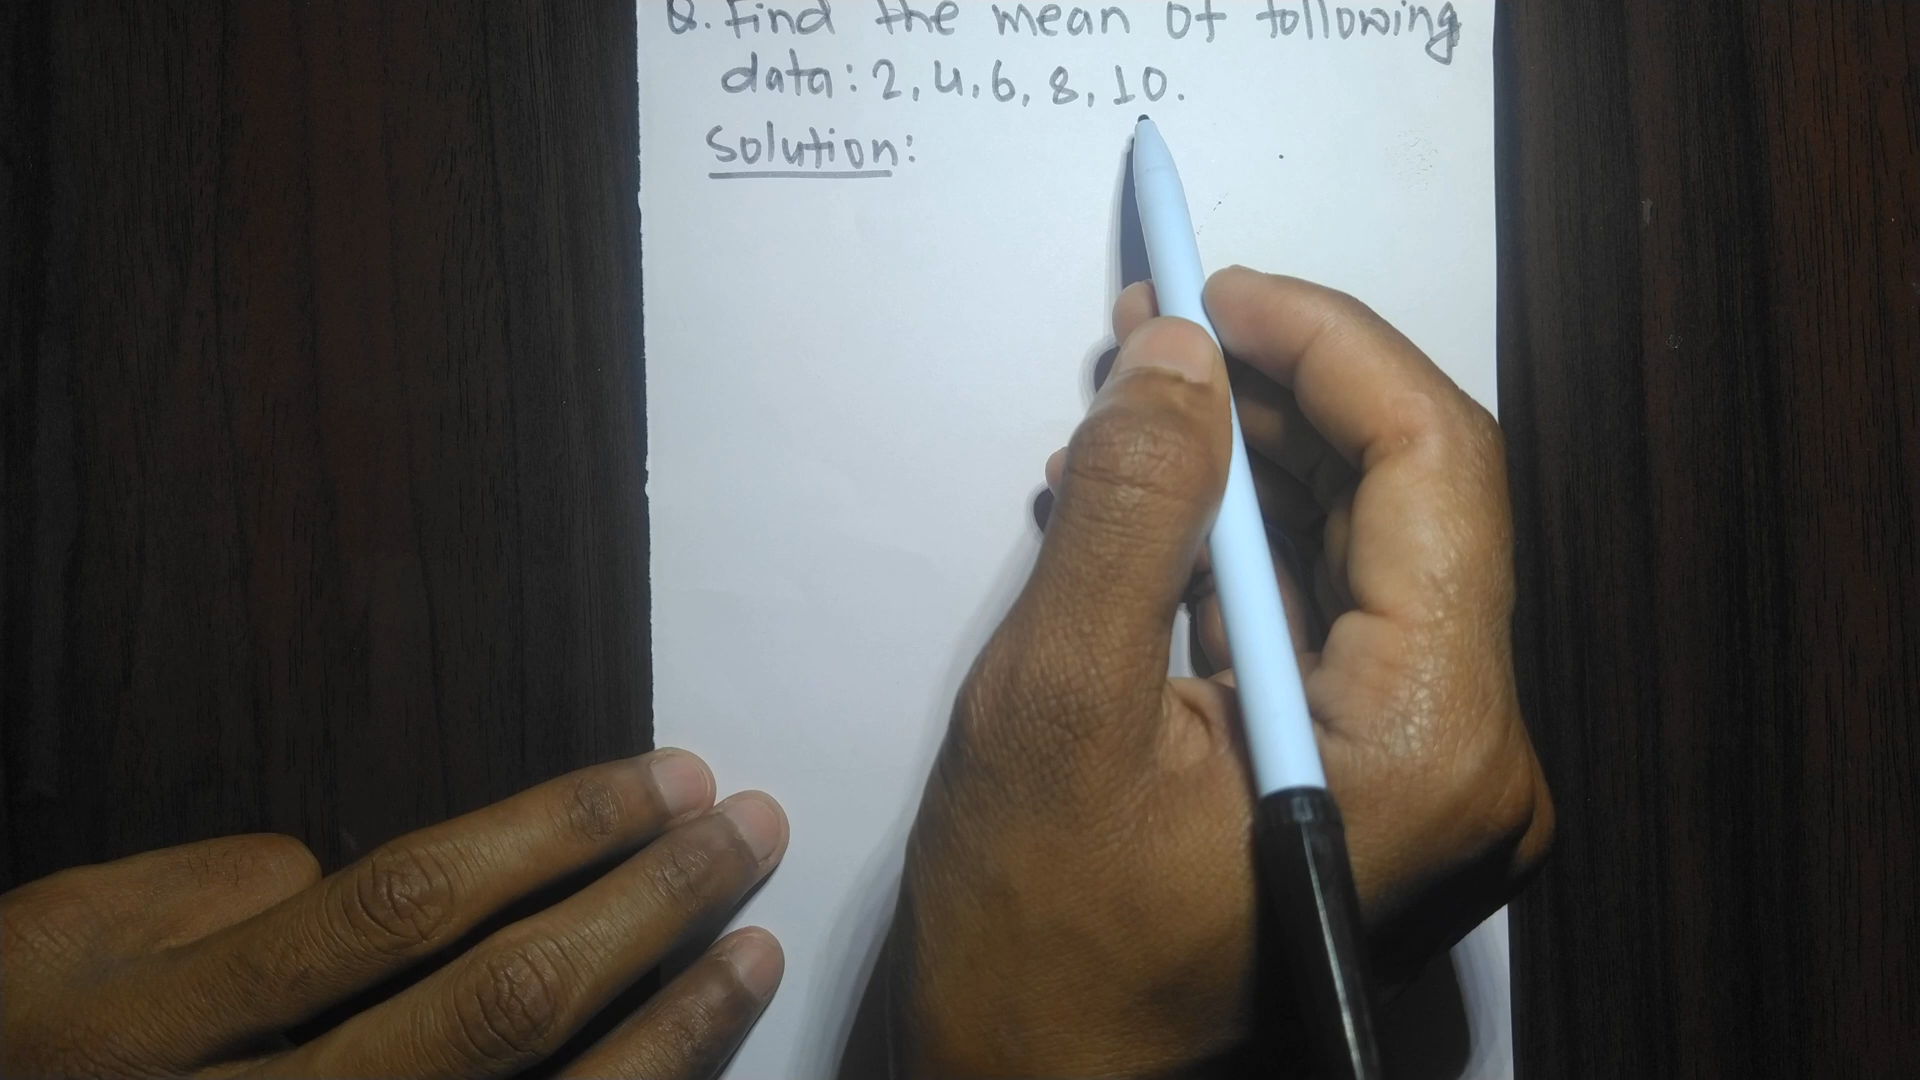 Q. Find the mean of following
data: 2, 4, 6, 8, 10.
Solution: